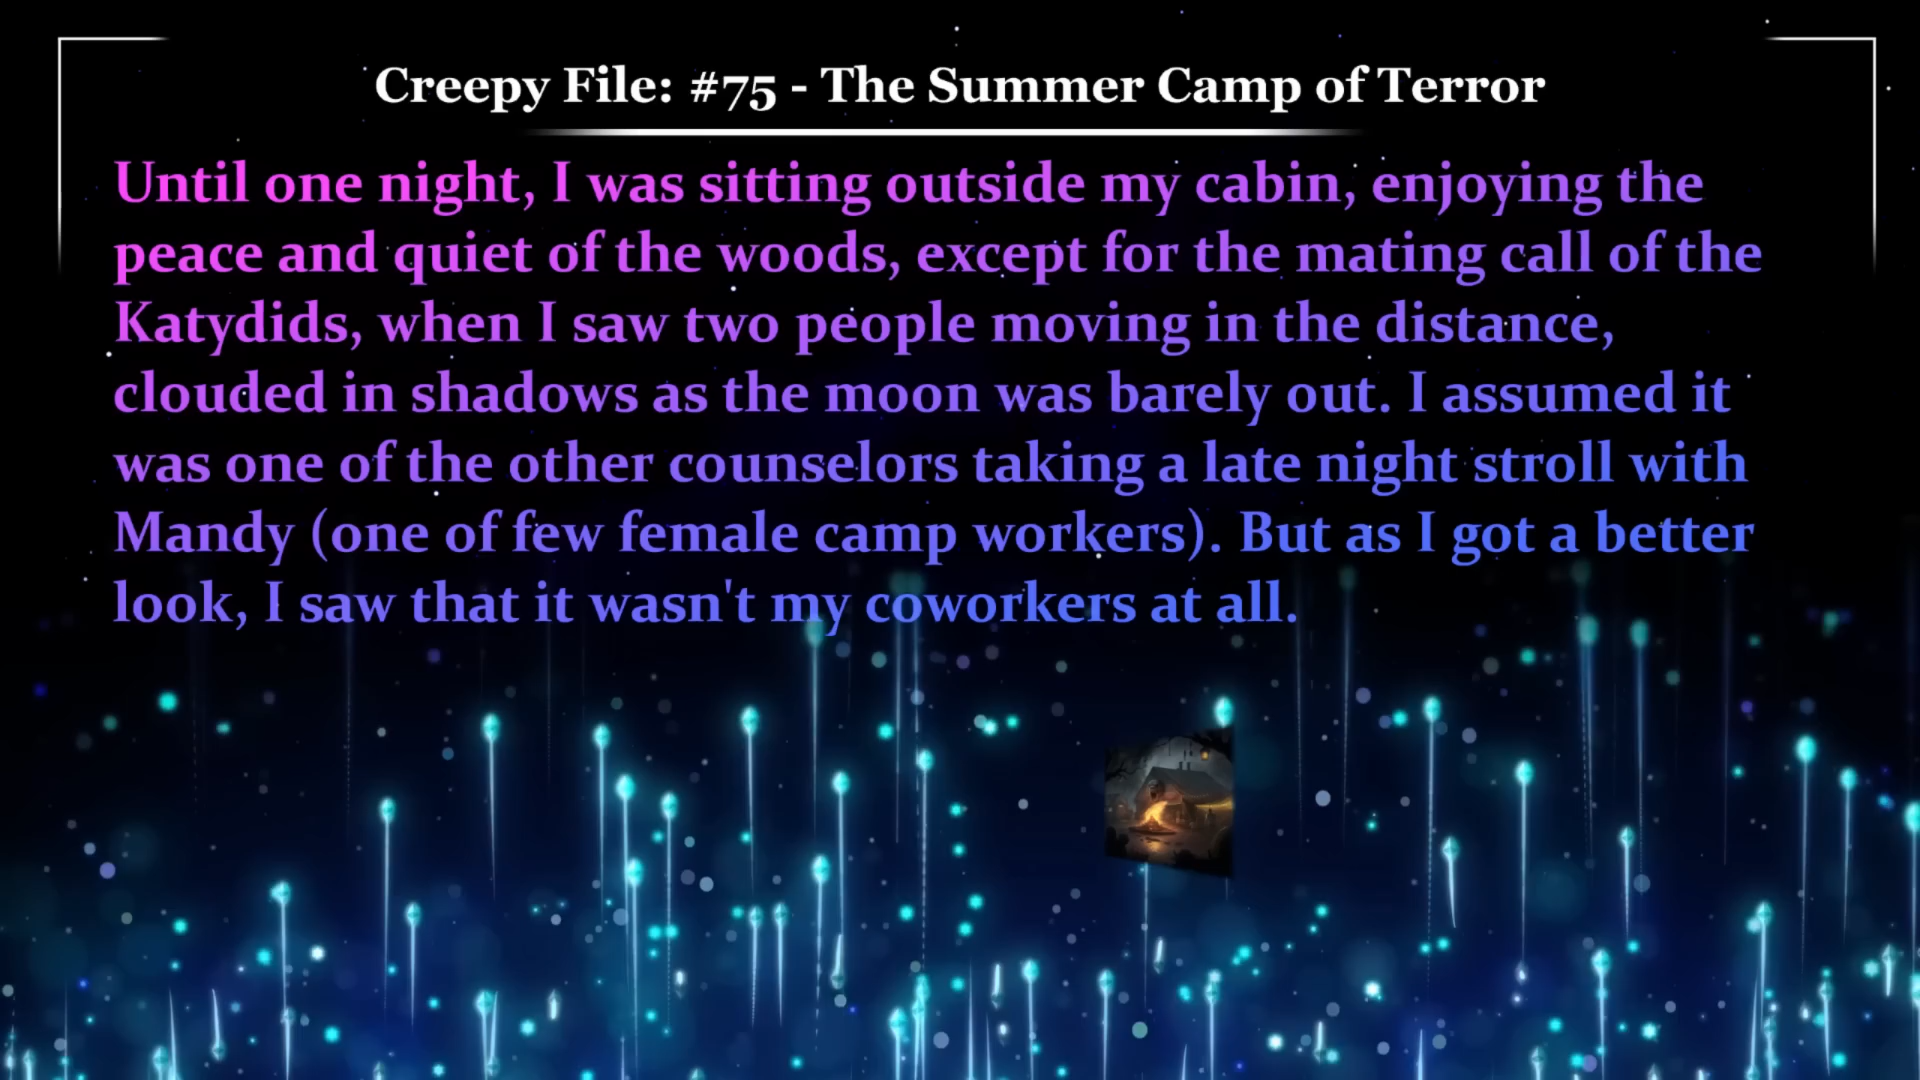 Creepy File: #75 - The Summer Camp of Terror
Until one night, I was sitting outside my cabin, enjoying the
peace and quiet of the woods, except for the mating call of the
Katydids, when I saw two people moving in the distance,
clouded in shadows as the moon was barely out. I assumed it
was one of the other counselors taking a late night stroll with
Mandy (one of few female camp workers). But as I got a better
look, I saw that it wasn't my coworkers at all.